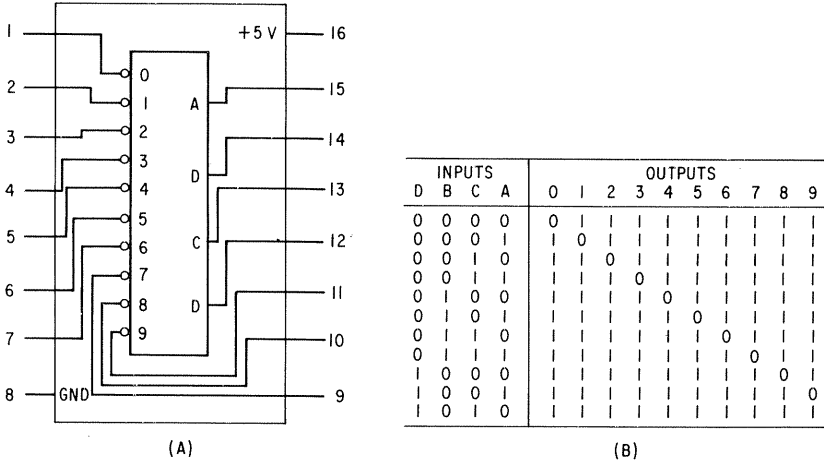 1 +5 V 16
0
2 1 A 15
3 2 14
3 D
4 4 13
5 5 C 12
6
6 7 D 11
8
7 9 10
8 GND 9
(A)
INPUTS OUTPUTS
D B C A 0 1 2 3 4 5 6 7 8 9
0 0 0 0 0 1 1 1 1 1 1 1 1 1
0 0 0 1 1 0 1 1 1 1 1 1 1 1
0 0 1 0 1 1 0 1 1 1 1 1 1 1
0 0 1 1 1 1 1 0 1 1 1 1 1 1
0 1 0 0 1 1 1 1 0 1 1 1 1 1
0 1 0 1 1 1 1 1 1 0 1 1 1 1
0 1 1 0 1 1 1 1 1 1 0 1 1 1
0 1 1 1 1 1 1 1 1 1 1 0 1 1
1 0 0 0 1 1 1 1 1 1 1 1 0 1
1 0 0 1 1 1 1 1 1 1 1 1 1 0
1 0 1 0 1 1 1 1 1 1 1 1 1 1
(B)